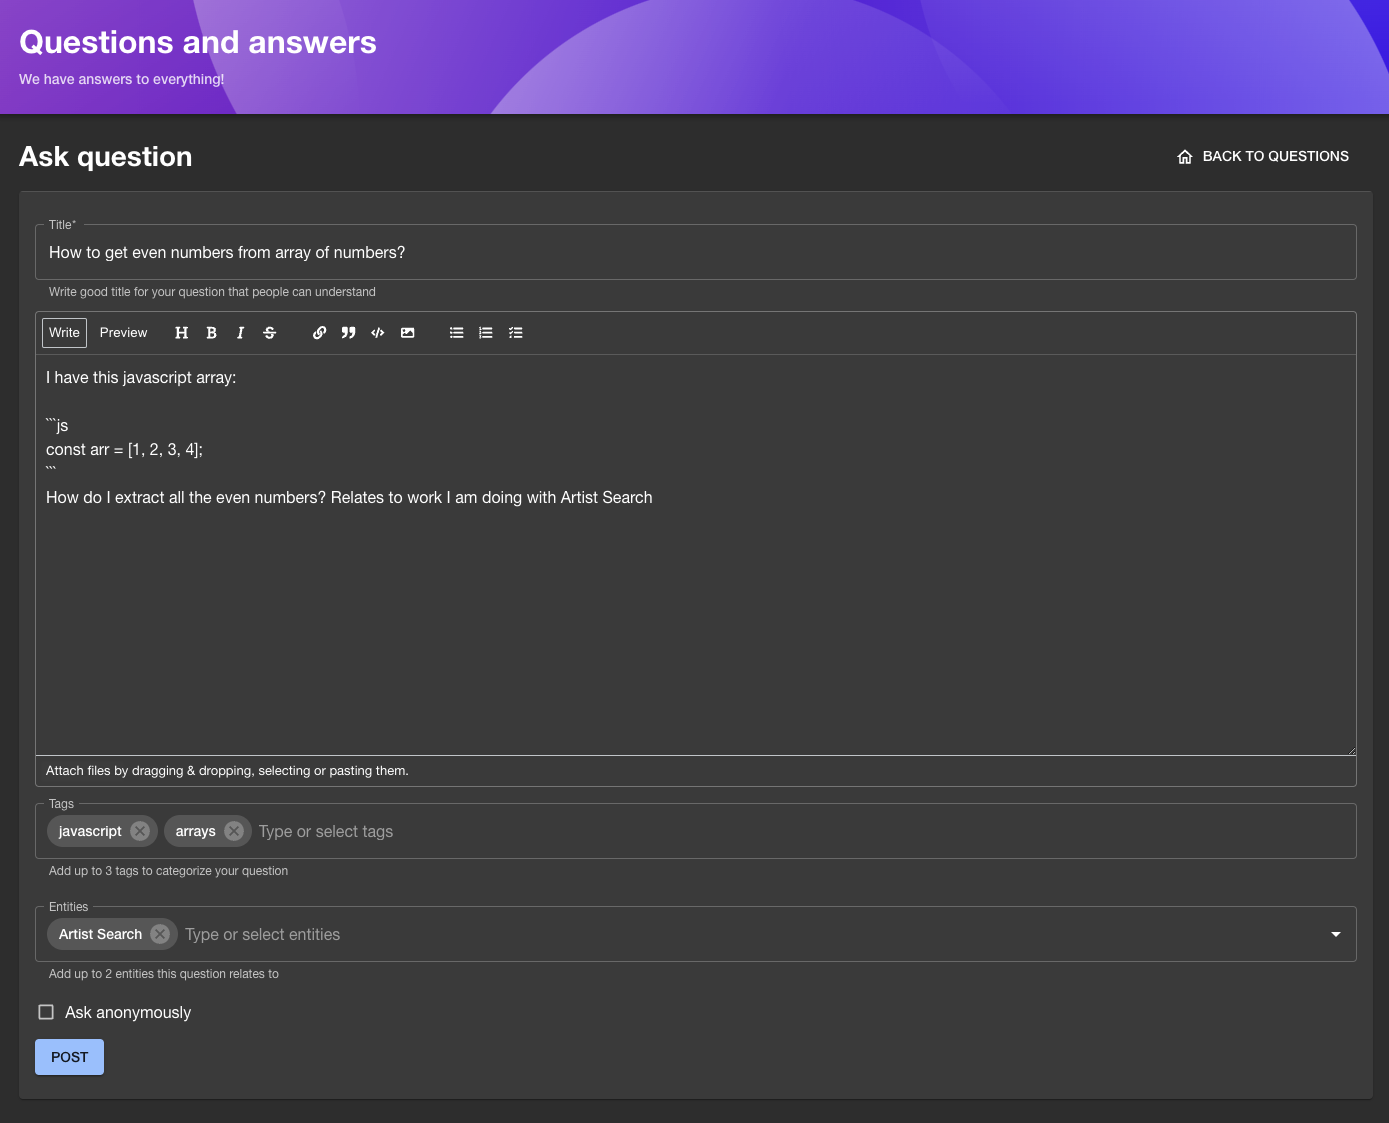 Questions and answers
We have answers to everything!
Ask question
BACK TO QUESTIONS
Title*
How to get even numbers from array of numbers?
Write good title for your question that people can understand
Write Preview H B I S
I have this javascript array:
```js
const arr = [1, 2, 3, 4];
```
How do I extract all the even numbers? Relates to work I am doing with Artist Search
Attach files by dragging & dropping, selecting or pasting them.
Tags
javascript arrays Type or select tags
Add up to 3 tags to categorize your question
Entities
Artist Search Type or select entities
Add up to 2 entities this question relates to
Ask anonymously
POST